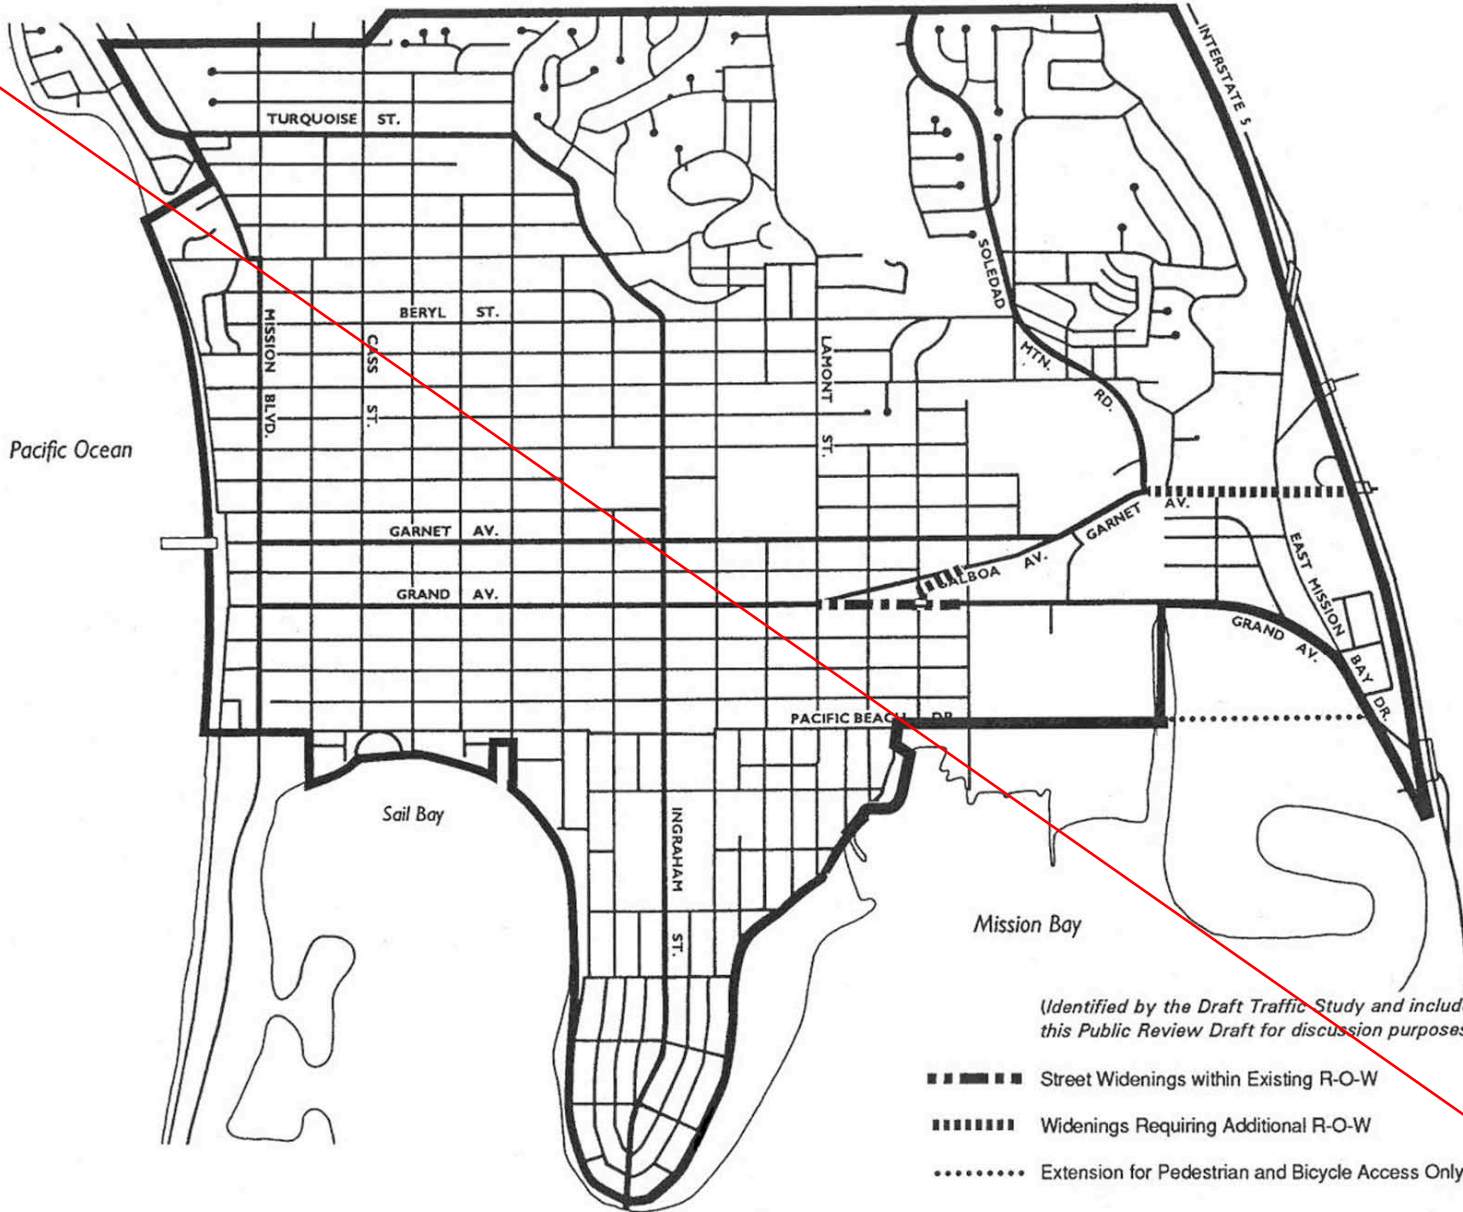 INTERSTATE 5
TURQUOISE ST.
SOLEDAD
MTN.
RD.
BERYL ST.
MISSION BLVD.
CASS ST.
LAMONT ST.
Pacific Ocean
GARNET AV.
GARNET AV.
BALBOA AV.
EAST MISSION
BAY DR.
GRAND AV.
GRAND AV.
PACIFIC BEACH DR.
Sail Bay
INGRAHAM ST.
Mission Bay
(Identified by the Draft Traffic Study and includ
this Public Review Draft for discussion purposes
Street Widenings within Existing R-O-W
Widenings Requiring Additional R-O-W
Extension for Pedestrian and Bicycle Access Only